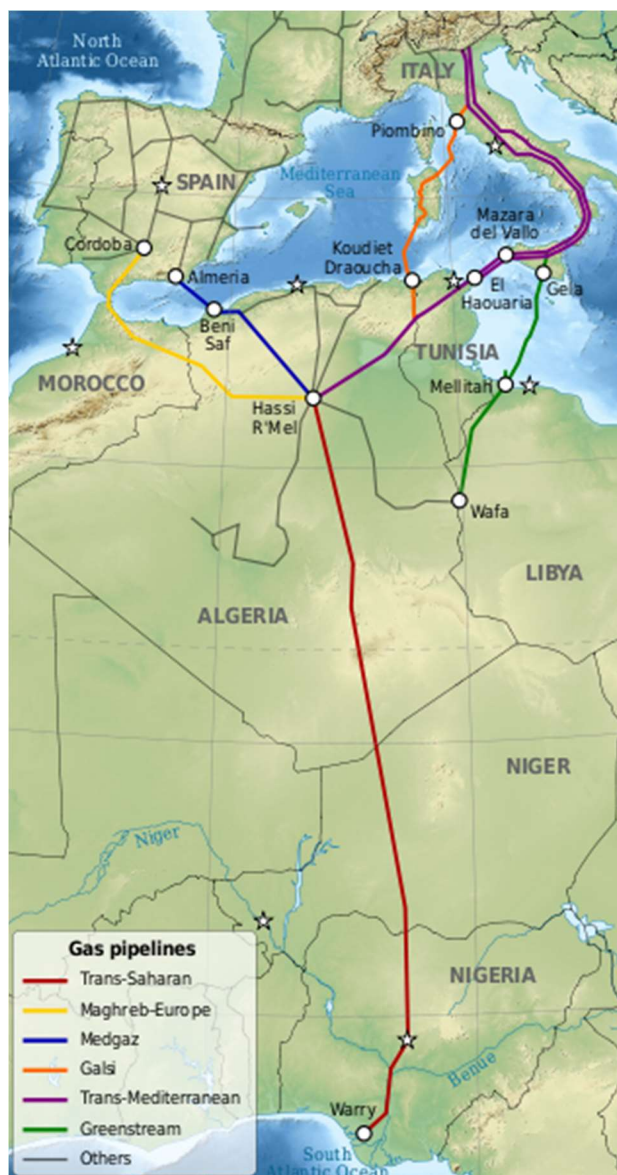 North
Atlantic Ocean
ITALY
Piombino
Mediterranean
Sea
SPAIN
Cordoba
Mazara
del Vallo
Koudiet
Draoucha
Almeria
El
Haouaria
Gela
Beni
Saf
TUNISIA
MOROCCO
Mellitah
Hassi
R'Mel
Wafa
LIBYA
ALGERIA
NIGER
Niger
Gas pipelines
Trans-Saharan
Maghreb-Europe
Medgaz
Galsi
Trans-Mediterranean
Greenstream
Others
NIGERIA
Benue
Warry
South
Atlantic Ocean